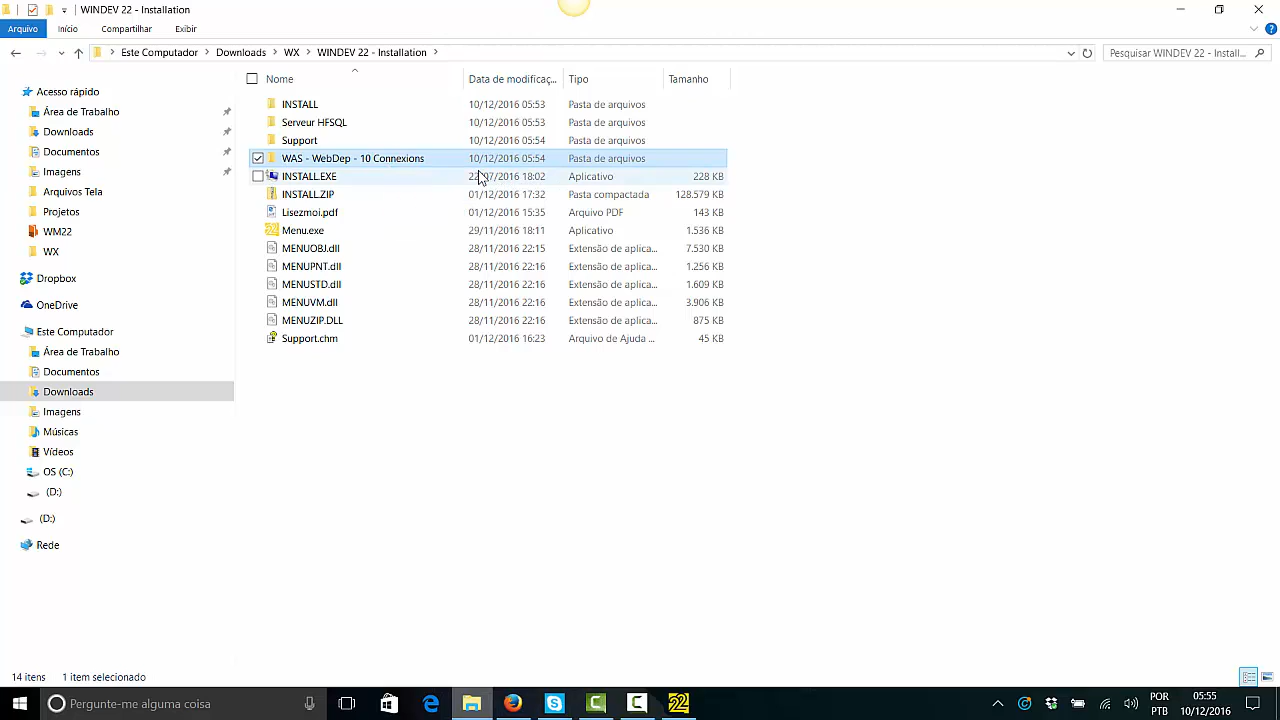 WINDEV 22 - Installation
Arquivo Início Compartilhar Exibir
Este Computador Downloads WX WINDEV 22 - Installation
Pesquisar WINDEV 22 - Install...
Nome Data de modificaç... Tipo Tamanho
Acesso rápido
Área de Trabalho
Downloads
Documentos
Imagens
Arquivos Tela
Projetos
WM22
WX
Dropbox
OneDrive
Este Computador
Área de Trabalho
Documentos
Downloads
Imagens
Músicas
Vídeos
OS (C:)
(D:)
(D:)
Rede
INSTALL 10/12/2016 05:53 Pasta de arquivos
Serveur HFSQL 10/12/2016 05:53 Pasta de arquivos
Support 10/12/2016 05:54 Pasta de arquivos
WAS - WebDep - 10 Connexions 10/12/2016 05:54 Pasta de arquivos
INSTALL.EXE 07/2016 18:02 Aplicativo 228 KB
INSTALL.ZIP 01/12/2016 17:32 Pasta compactada 128.579 KB
Lisezmoi.pdf 01/12/2016 15:35 Arquivo PDF 143 KB
Menu.exe 29/11/2016 18:11 Aplicativo 1.536 KB
MENUOBJ.dll 28/11/2016 22:15 Extensão de aplica... 7.530 KB
MENUPNT.dll 28/11/2016 22:16 Extensão de aplica... 1.256 KB
MENUSTD.dll 28/11/2016 22:16 Extensão de aplica... 1.609 KB
MENUVM.dll 28/11/2016 22:16 Extensão de aplica... 3.906 KB
MENUZIP.DLL 28/11/2016 22:16 Extensão de aplica... 875 KB
Support.chm 01/12/2016 16:23 Arquivo de Ajuda ... 45 KB
14 itens 1 item selecionado
Pergunte-me alguma coisa
22
POR
PTB
05:55
10/12/2016